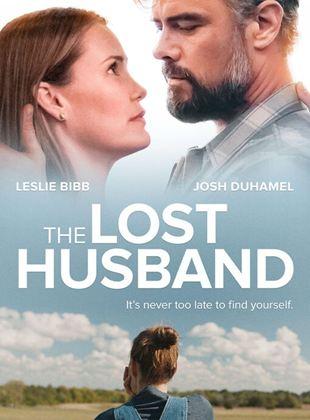 LESLIE BIBB JOSH DUHAMEL
THE LOST
HUSBAND
It's never too late to find yourself.